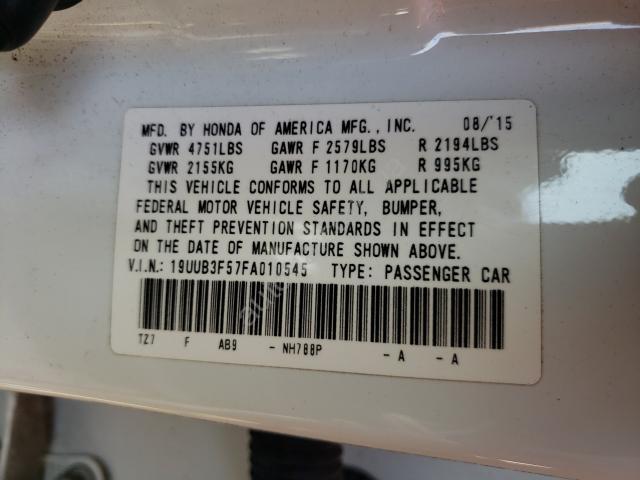 MFD. BY HONDA OF AMERICA MFG., INC. 08/'15
GVWR 4751LBS GAWR F 2579LBS R 2194LBS
GVWR 2155KG GAWR F 1170KG R 995KG
THIS VEHICLE CONFORMS TO ALL APPLICABLE
FEDERAL MOTOR VEHICLE SAFETY, BUMPER,
AND THEFT PREVENTION STANDARDS IN EFFECT
ON THE DATE OF MANUFACTURE SHOWN ABOVE.
V.I.N.: 19UUB3F57FA010545 TYPE: PASSENGER CAR
TZ7 F AB9 - NH788P - A - A